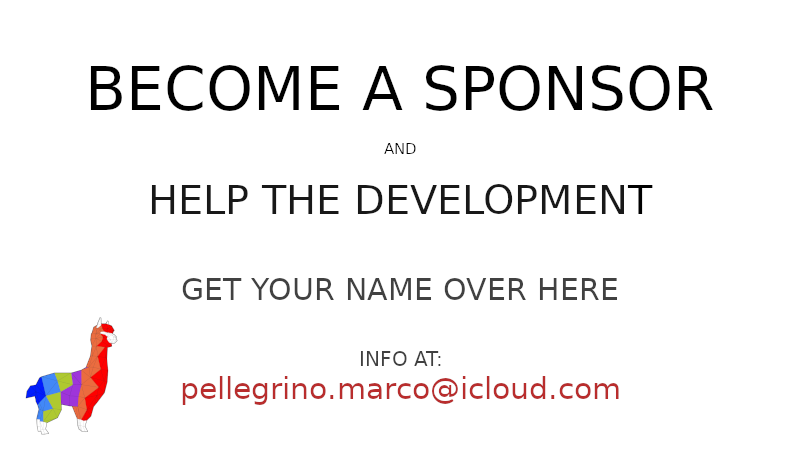 BECOME A SPONSOR
AND
HELP THE DEVELOPMENT
GET YOUR NAME OVER HERE
INFO AT:
pellegrino.marco@icloud.com